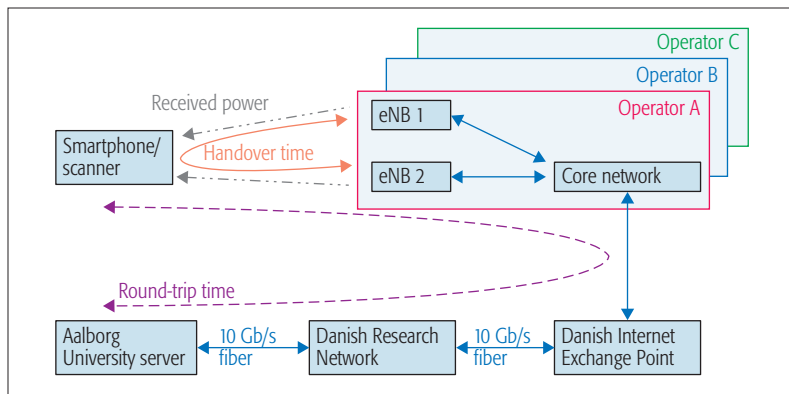 Operator C
Operator B
Operator A
Received power
eNB 1
Smartphone/
scanner
Handover time
eNB 2
Core network
Round-trip time
Aalborg
University server
10 Gb/s
fiber
Danish Research
Network
10 Gb/s
fiber
Danish Internet
Exchange Point